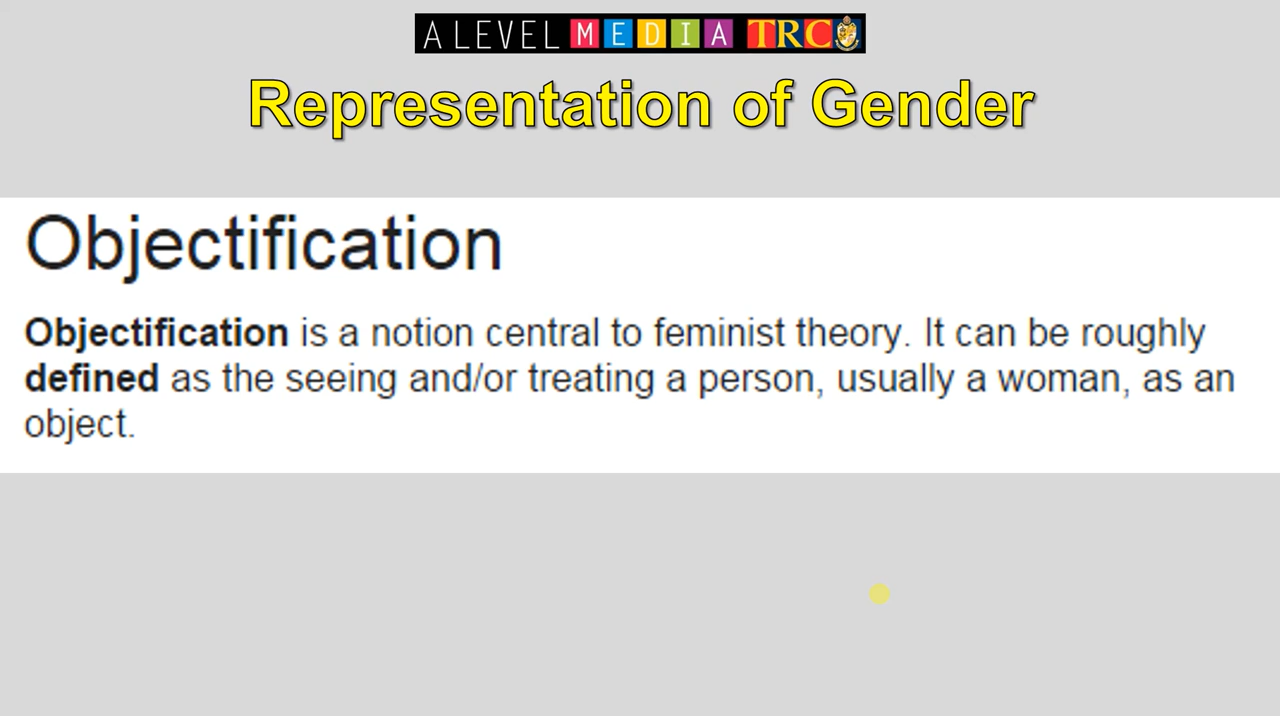 A LEVEL MEDIA TRC
Representation of Gender
Objectification
Objectification is a notion central to feminist theory. It can be roughly
defined as the seeing and/or treating a person, usually a woman, as an
object.